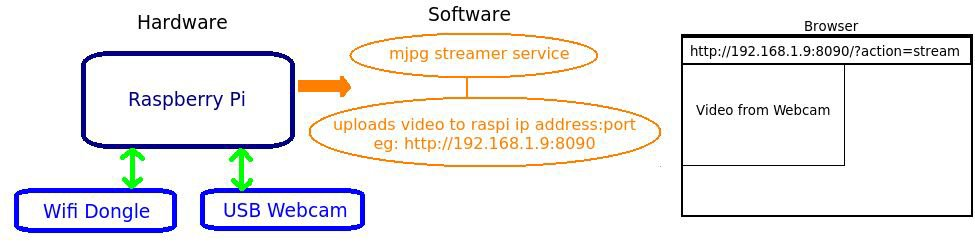 Hardware
Software
Browser
mjpg streamer service
http://192.168.1.9:8090/?action=stream
Raspberry Pi
Video from Webcam
uploads video to raspi ip address:port
eg: http://192.168.1.9:8090
Wifi Dongle
USB Webcam